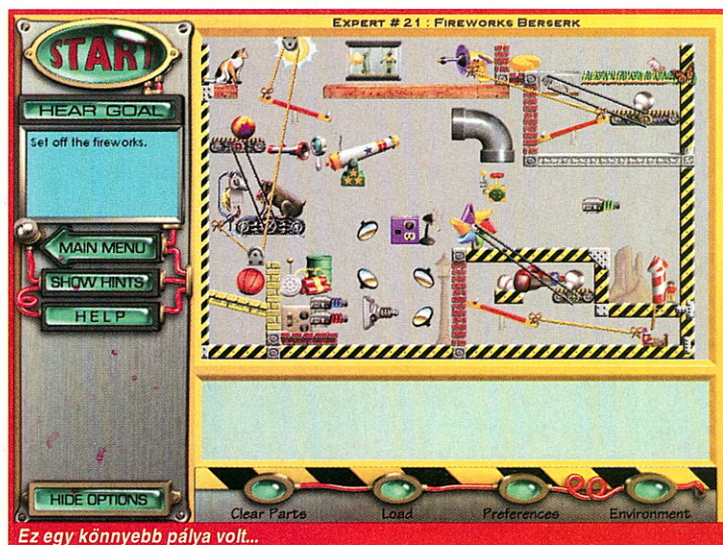 EXPERT # 21 : FIREWORKS BERSERK
START
HEAR GOAL
Set off the fireworks.
MAIN MENU
SHOW HINTS
HELP
HIDE OPTIONS
Clear Parts
Load
Preferences
Environment
Ez egy könnyebb pálya volt...